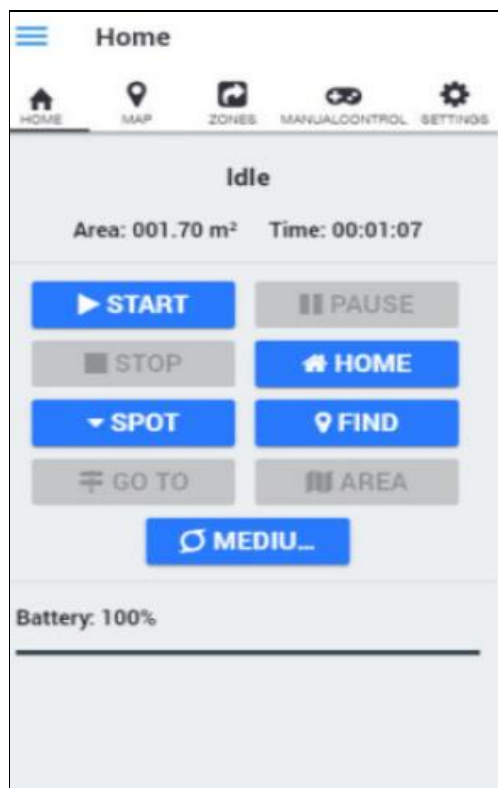 Home
HOME MAP ZONES MANUALCONTROL SETTINGS
Idle
Area: 001.70 m² Time: 00:01:07
START PAUSE
STOP HOME
SPOT FIND
GO TO AREA
MEDIU...
Battery: 100%